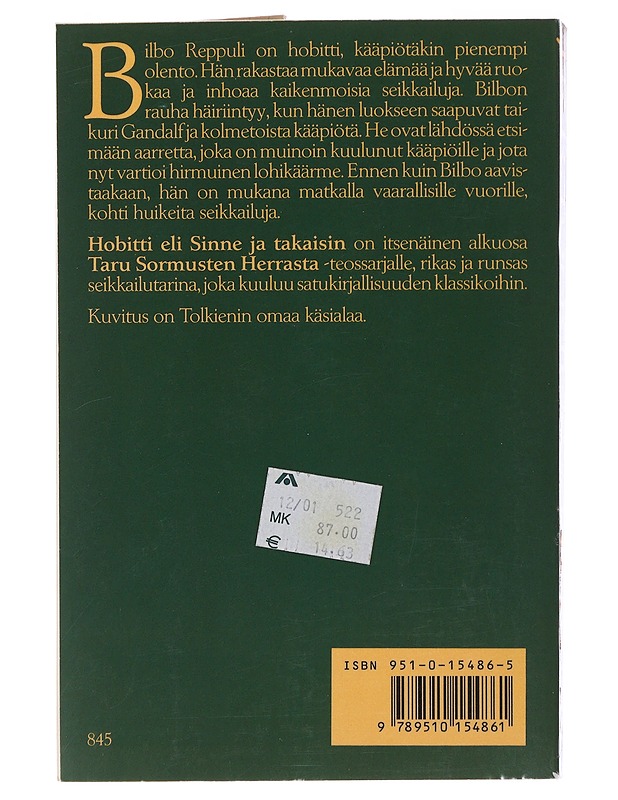 Bilbo Reppuli on hobitti, kääpiötäkin pienempi
olento. Hän rakastaa mukavaa elämää ja hyvää ruo-
kaa ja inhoaa kaikenmoisia seikkailuja. Bilbon
rauha häiriintyy, kun hänen luokseen saapuvat tai-
kuri Gandalf ja kolmetoista kääpiötä. He ovat lähdössä etsi-
mään aarretta, joka on muinoin kuulunut kääpiöille ja jota
nyt vartioi hirmuinen lohikäärme. Ennen kuin Bilbo aavis-
taakaan, hän on mukana matkalla vaarallisille vuorille,
kohti huikeita seikkailuja.
Hobitti eli Sinne ja takaisin on itsenäinen alkuosa
Taru Sormusten Herrasta -teossarjalle, rikas ja runsas
seikkailutarina, joka kuuluu satukirjallisuuden klassikoihin.
Kuvitus on Tolkienin omaa käsialaa.
12/01 522
MK 87.00
€ 14.63
ISBN 951-0-15486-5
9 789510 154861
845